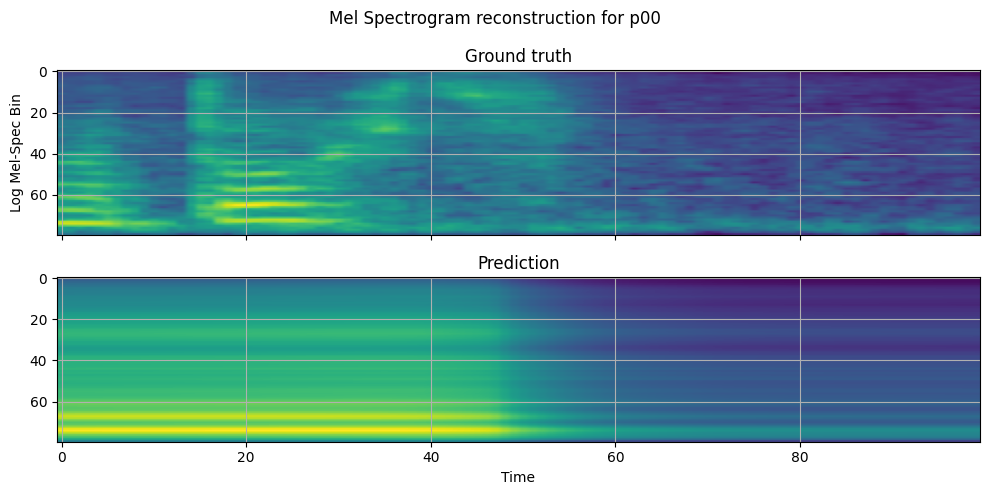 Mel Spectrogram reconstruction for p00
Ground truth
Log Mel-Spec Bin
0
20
40
60
Prediction
0
20
40
60
0 20 40 60 80
Time